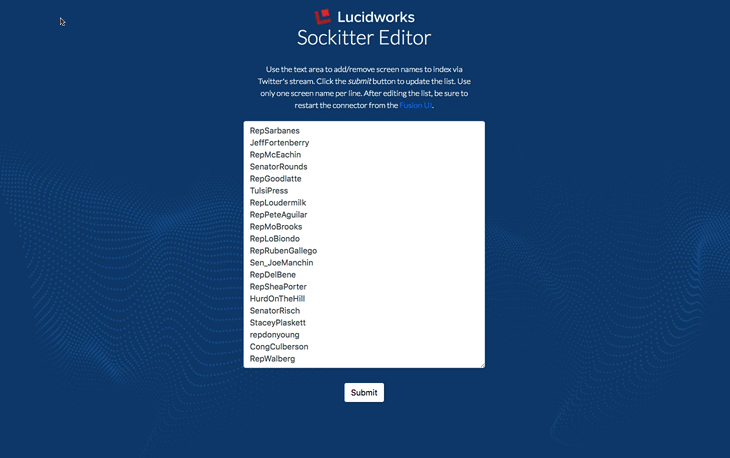 Lucidworks
Sockitter Editor
Use the text area to add/remove screen names to index via
Twitter's stream. Click the submit button to update the list. Use
only one screen name per line. After editing the list, be sure to
restart the connector from the Fusion UI.
RepSarbanes
JeffFortenberry
RepMcEachin
SenatorRounds
RepGoodlatte
TulsiPress
RepLoudermilk
RepPeteAguilar
RepMoBrooks
RepLoBiondo
RepRubenGallego
Sen_JoeManchin
RepDelBene
RepSheaPorter
HurdOnTheHill
SenatorRisch
StaceyPlaskett
repdonyoung
CongCulberson
RepWalberg
Submit